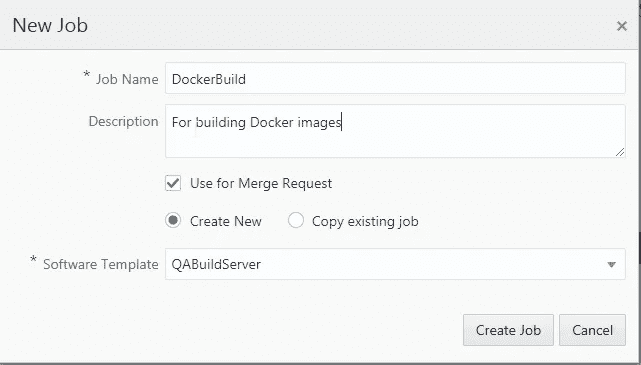 New Job
* Job Name DockerBuild
Description For building Docker images
Use for Merge Request
Create New Copy existing job
* Software Template QABuildServer
Create Job Cancel